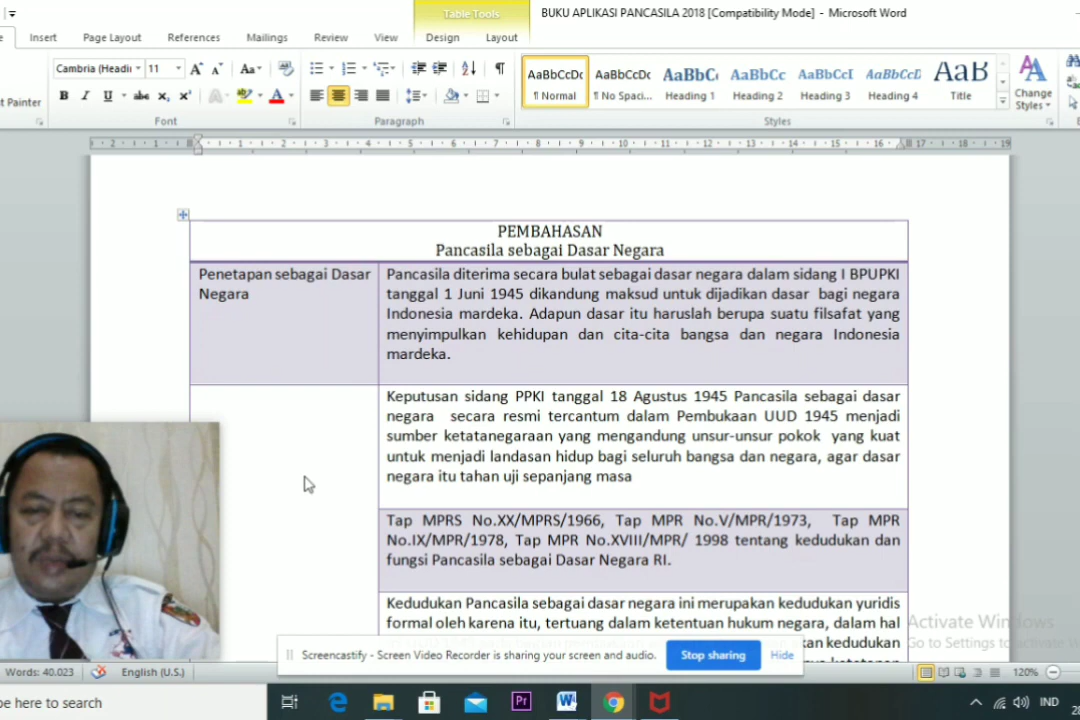 Table Tools
BUKU APLIKASI PANCASILA 2018 [Compatibility Mode] - Microsoft Word
Insert Page Layout References Mailings Review View Design Layout
Cambria (Headi 11
AaBbCcDc AaBbCcDc AaBbC AaBbCc AaBbCcI AaBbCcD AaB
t Painter
¶ Normal ¶ No Spaci... Heading 1 Heading 2 Heading 3 Heading 4 Title
Change
Styles
Font Paragraph Styles
PEMBAHASAN
Pancasila sebagai Dasar Negara
Penetapan sebagai Dasar
Negara
Pancasila diterima secara bulat sebagai dasar negara dalam sidang I BPUPKI
tanggal 1 Juni 1945 dikandung maksud untuk dijadikan dasar bagi negara
Indonesia mardeka. Adapun dasar itu haruslah berupa suatu filsafat yang
menyimpulkan kehidupan dan cita-cita bangsa dan negara Indonesia
mardeka.
Keputusan sidang PPKI tanggal 18 Agustus 1945 Pancasila sebagai dasar
negara secara resmi tercantum dalam Pembukaan UUD 1945 menjadi
sumber ketatanegaraan yang mengandung unsur-unsur pokok yang kuat
untuk menjadi landasan hidup bagi seluruh bangsa dan negara, agar dasar
negara itu tahan uji sepanjang masa
Tap MPRS No.XX/MPRS/1966, Tap MPR No.V/MPR/1973, Tap MPR
No.IX/MPR/1978, Tap MPR No.XVIII/MPR/ 1998 tentang kedudukan dan
fungsi Pancasila sebagai Dasar Negara RI.
Kedudukan Pancasila sebagai dasar negara ini merupakan kedudukan yuridis
formal oleh karena itu, tertuang dalam ketentuan hukum negara, dalam hal
kan kedudukan
Activate Windows
Go to Settings to activate W
Screencastify - Screen Video Recorder is sharing your screen and audio. Stop sharing Hide
Words: 40.023 English (U.S.) 120%
pe here to search
IND